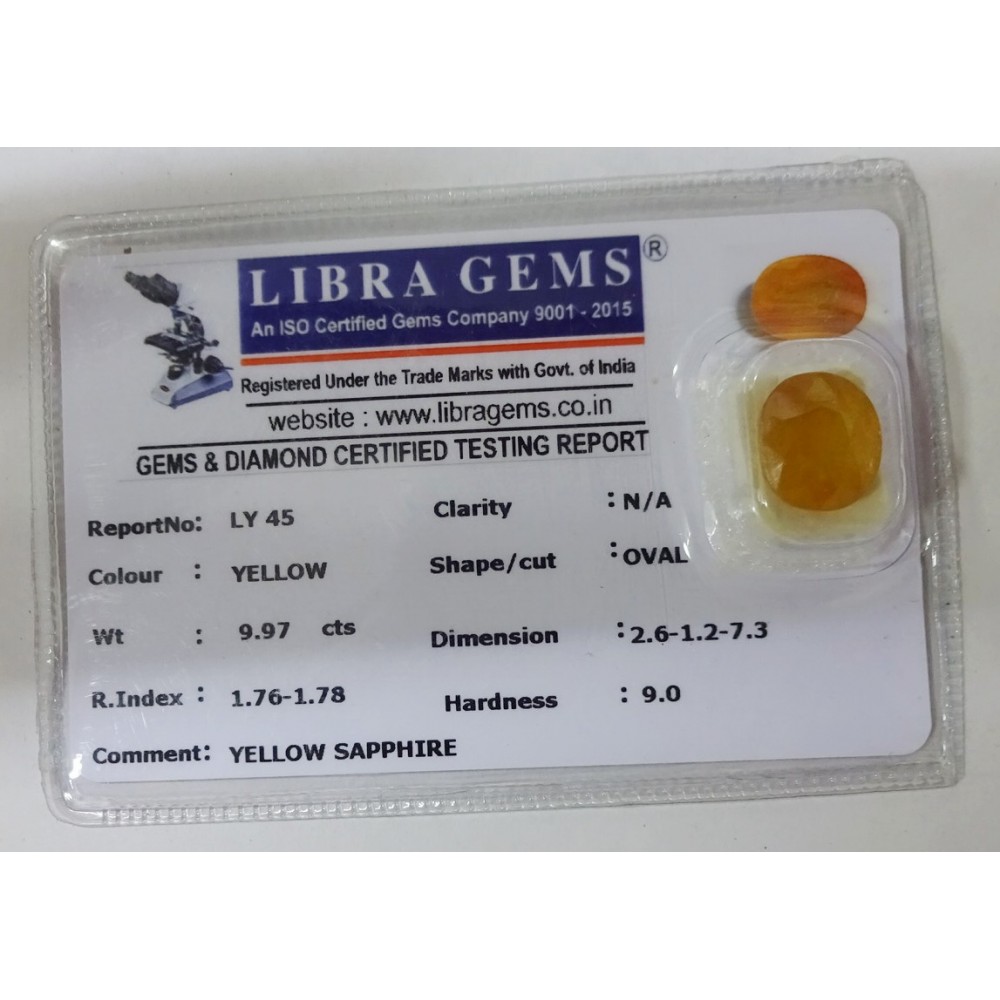 LIBRA GEMS ®
An ISO Certified Gems Company 9001 - 2015
Registered Under the Trade Marks with Govt. of India
website : www.libragems.co.in
GEMS & DIAMOND CERTIFIED TESTING REPORT
ReportNo: LY 45 Clarity : N/A
Colour : YELLOW Shape/cut : OVAL
Wt : 9.97 cts Dimension : 2.6-1.2-7.3
R.Index : 1.76-1.78 Hardness : 9.0
Comment: YELLOW SAPPHIRE